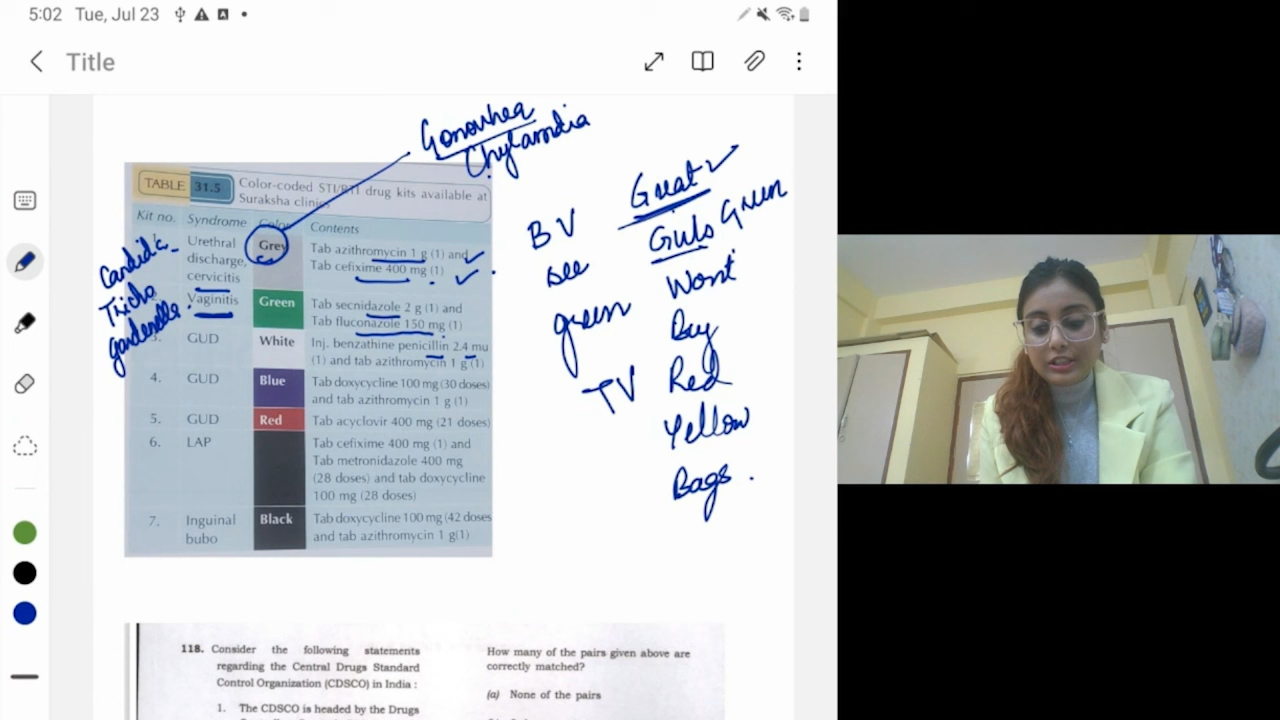 5:02 Tue, Jul 23
Title
Gonorrhea
Chylamydia
TABLE 31.5 Color-coded STI/RTI drug kits available at
Suraksha clinics
Kit no. Syndrome Color Contents
Urethral
discharge,
cervicitis
Grey
Tab azithromycin 1 g (1) and
Tab cefixime 400 mg (1)
Vaginitis
Green
Tab secnidazole 2 g (1) and
Tab fluconazole 150 mg (1)
3. GUD White Inj. benzathine penicillin 2.4 mu
(1) and tab azithromycin 1 g (1)
4. GUD Blue Tab doxycycline 100 mg (30 doses)
and tab azithromycin 1 g (1)
5. GUD Red Tab acyclovir 400 mg (21 doses)
6. LAP Tab cefixime 400 mg (1) and
Tab metronidazole 400 mg
(28 doses) and tab doxycycline
100 mg (28 doses)
7. Inguinal
bubo
Black
Tab doxycycline 100 mg (42 doses
and tab azithromycin 1 g(1)
Candida
Tricho
BV
see
green
TV
Great
Girls Green
Wont
Buy
Red
Yellow
Bags.
118. Consider the following statements
regarding the Central Drugs Standard
Control Organization (CDSCO) in India :
1. The CDSCO is headed by the Drugs
How many of the pairs given above are
correctly matched?
(a) None of the pairs